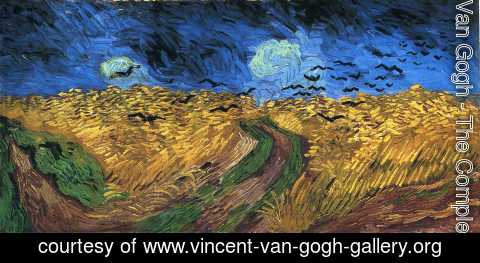 Van Gogh - The Comple
courtesy of www.vincent-van-gogh-gallery.org